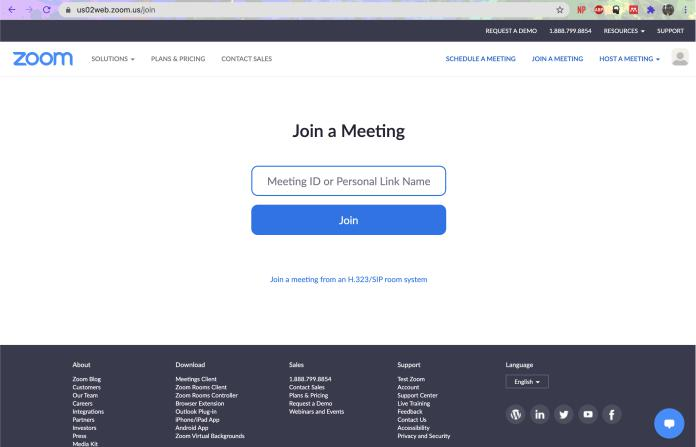 us02web.zoom.us/join
NP
ABP
REQUEST A DEMO 1.888.799.8854 RESOURCES SUPPORT
zoom SOLUTIONS PLANS & PRICING CONTACT SALES SCHEDULE A MEETING JOIN A MEETING HOST A MEETING
Join a Meeting
Meeting ID or Personal Link Name
Join
Join a meeting from an H.323/SIP room system
About
Zoom Blog
Customers
Our Team
Careers
Integrations
Partners
Investors
Press
Media Kit
Download
Meetings Client
Zoom Rooms Client
Zoom Rooms Controller
Browser Extension
Outlook Plug-in
iPhone/iPad App
Android App
Zoom Virtual Backgrounds
Sales
1.888.799.8854
Contact Sales
Plans & Pricing
Request a Demo
Webinars and Events
Support
Test Zoom
Account
Support Center
Live Training
Feedback
Contact Us
Accessibility
Privacy and Security
Language
English
in
f